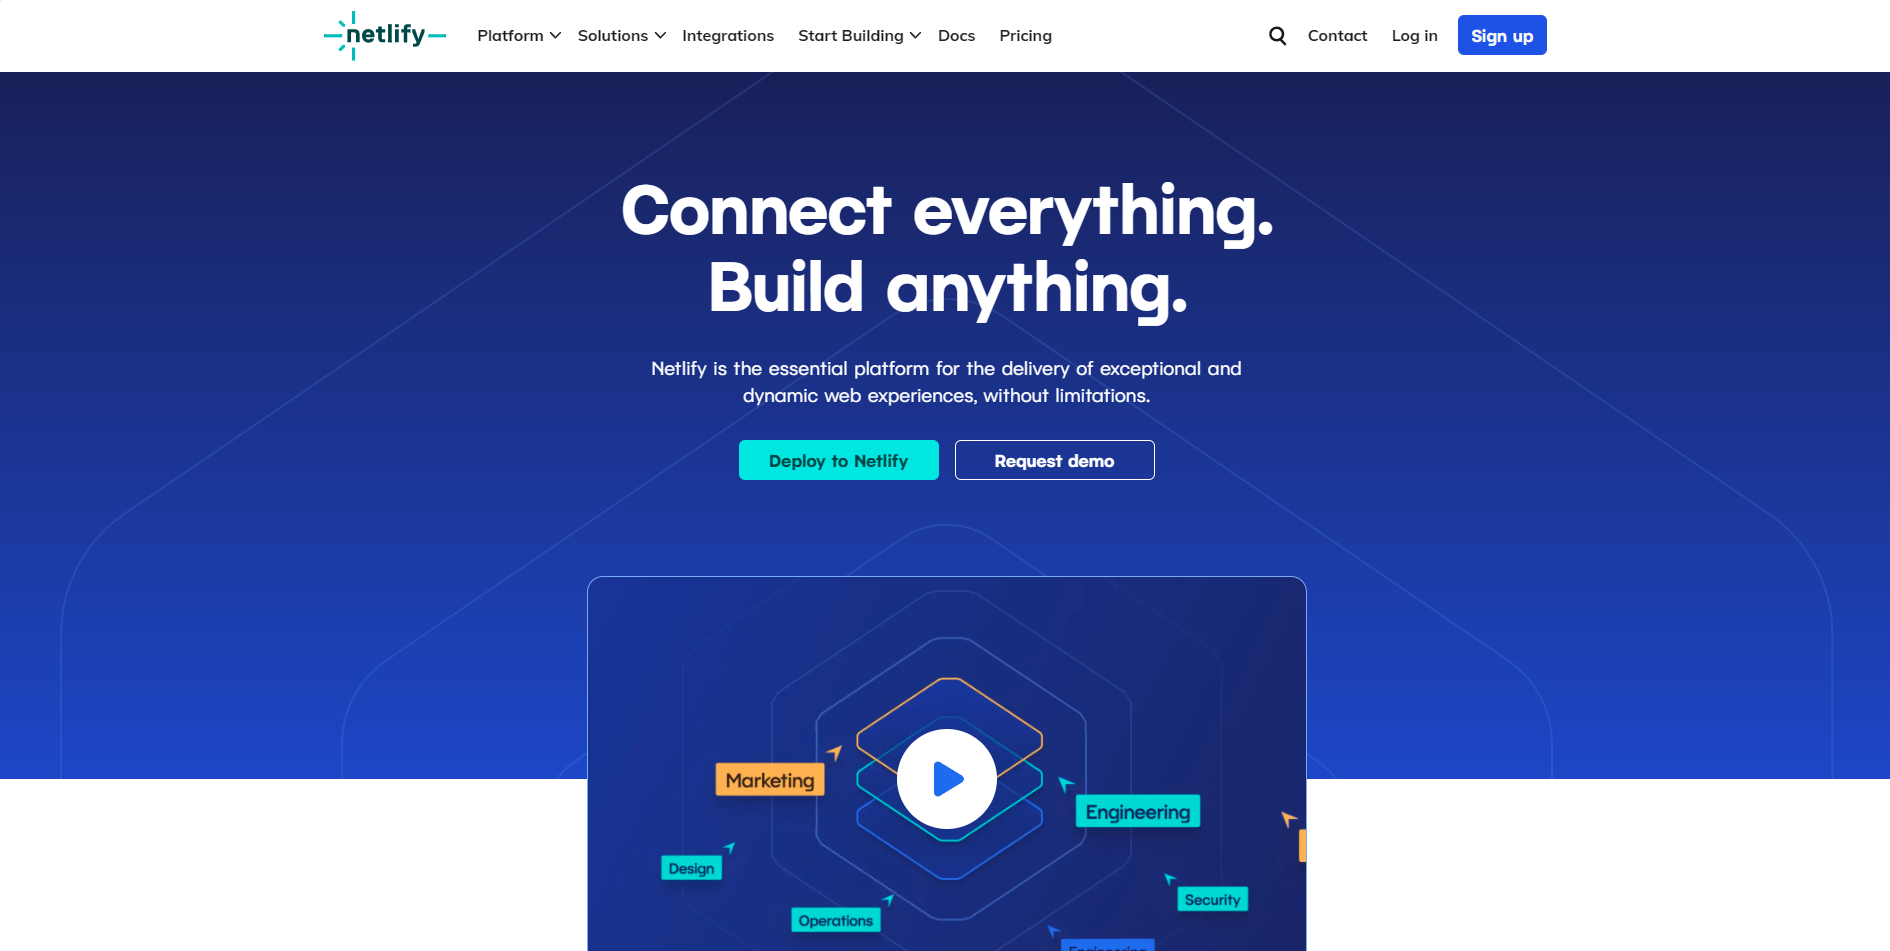 netlify
Platform
Solutions
Integrations
Start Building
Docs
Pricing
Contact
Log in
Sign up
Connect everything.
Build anything.
Netlify is the essential platform for the delivery of exceptional and
dynamic web experiences, without limitations.
Deploy to Netlify
Request demo
Marketing
Engineering
Design
Security
Operations
Engineering